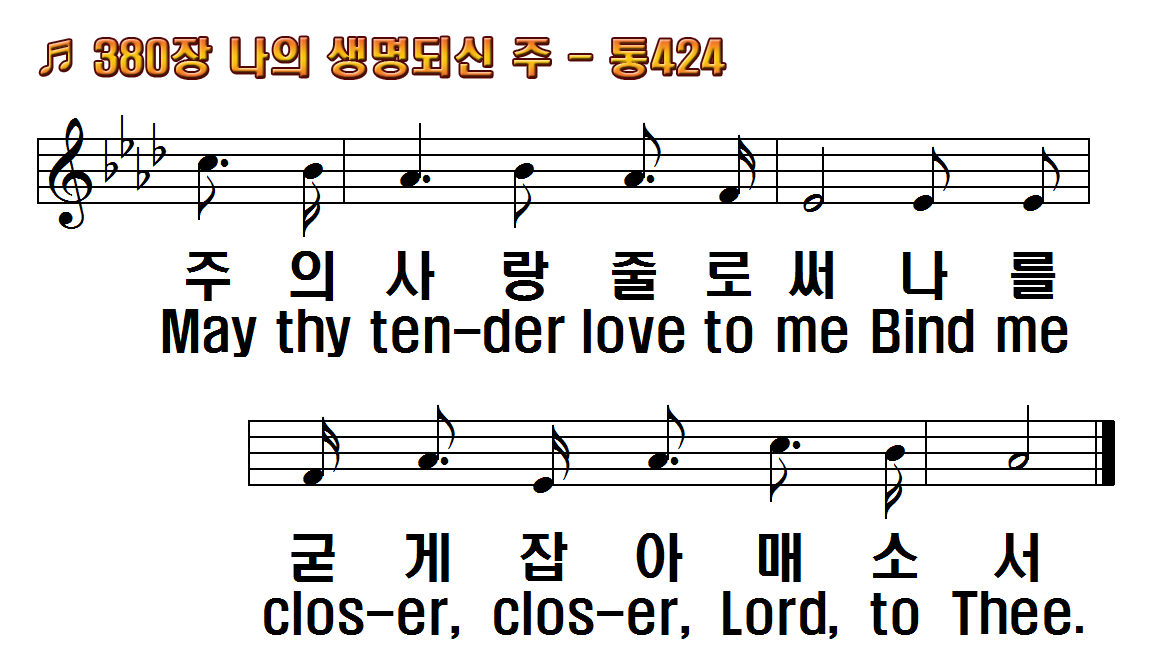 ♬ 380장 나의 생명되신 주 - 통424
주 의 사 랑 줄 로 써 나 를
May thy ten-der love to me Bind me
굳 게 잡 아 매 소 서
clos-er, clos-er, Lord, to Thee.